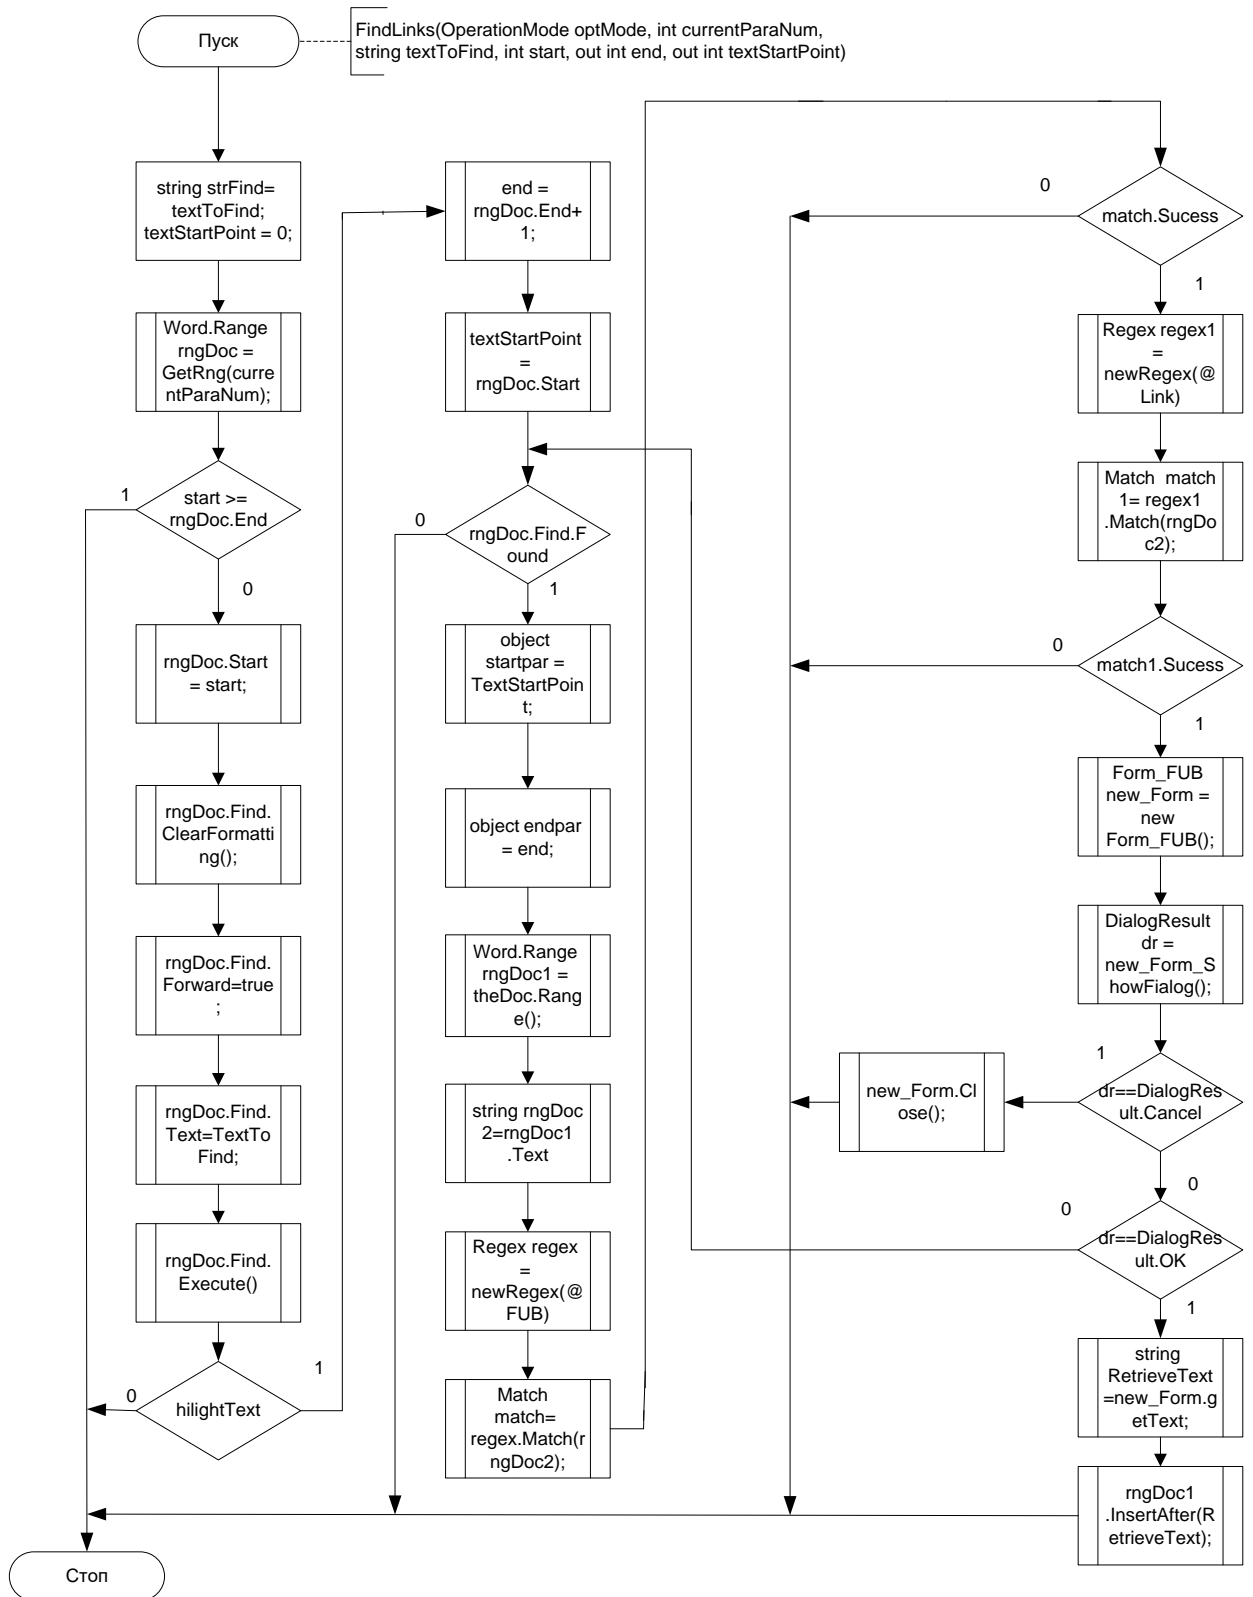 Пуск
FindLinks(OperationMode optMode, int currentParaNum,
string textToFind, int start, out int end, out int textStartPoint)
string strFind=
textToFind;
textStartPoint = 0;
Word.Range
rngDoc =
GetRng(curre
ntParaNum);
start >=
rngDoc.End
1
0
rngDoc.Start
= start;
rngDoc.Find.
ClearFormatti
ng();
rngDoc.Find.
Forward=true
;
rngDoc.Find.
Text=TextTo
Find;
rngDoc.Find.
Execute()
hilightText
0
1
end =
rngDoc.End+
1;
textStartPoint
=
rngDoc.Start
rngDoc.Find.F
ound
0
1
object
startpar =
TextStartPoin
t;
object endpar
= end;
Word.Range
rngDoc1 =
theDoc.Rang
e();
string rngDoc
2=rngDoc1
.Text
Regex regex
=
newRegex(@
FUB)
Match
match=
regex.Match(r
ngDoc2);
match.Sucess
0
1
Regex regex1
=
newRegex(@
Link)
Match match
1= regex1
.Match(rngDo
c2);
match1.Sucess
0
1
Form_FUB
new_Form =
new
Form_FUB();
DialogResult
dr =
new_Form_S
howFialog();
dr==DialogRes
ult.Cancel
1
0
new_Form.Cl
ose();
dr==DialogRes
ult.OK
0
1
string
RetrieveText
=new_Form.g
etText;
rngDoc1
.InsertAfter(R
etrieveText);
Стоп